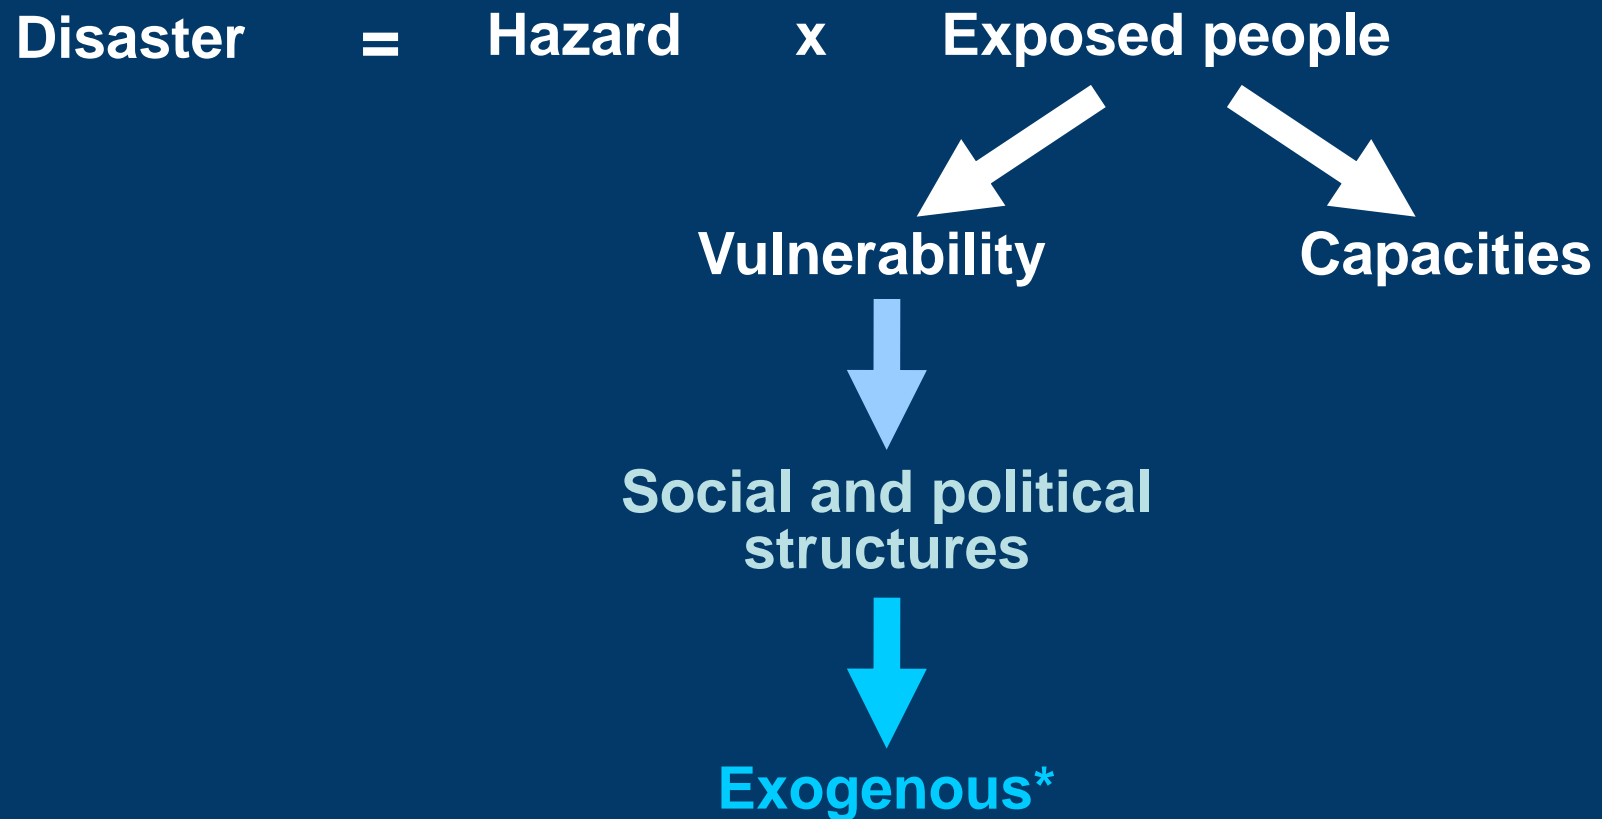 Disaster = Hazard x Exposed people
Vulnerability Capacities
Social and political
structures
Exogenous*